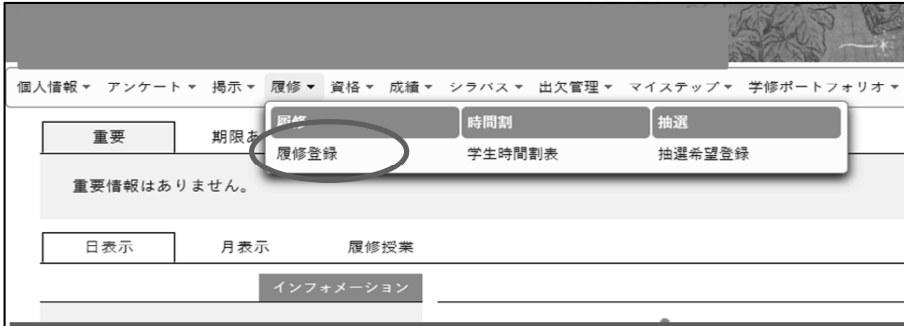 個人情報▼ アンケート▼ 掲示▼ 履修▼ 資格▼ 成績▼ シラバス▼ 出欠管理▼ マイステップ▼ 学修ポートフォリオ▼
履修 時間割 抽選
重要 期限あ
履修登録 学生時間割表 抽選希望登録
重要情報はありません。
日表示 月表示 履修授業
インフォメーション